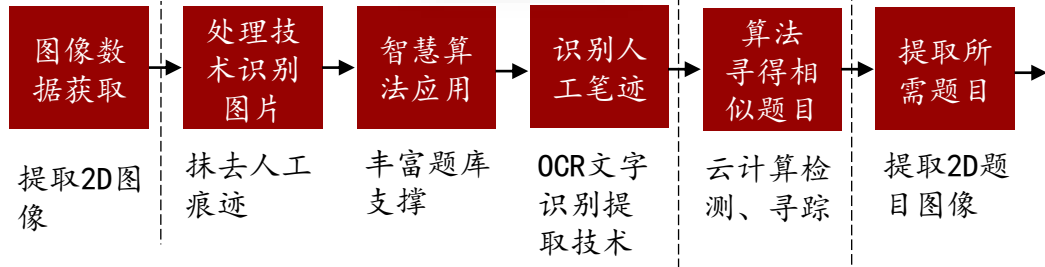 图像数
据获取
处理技
术识别
图片
智慧算
法应用
识别人
工笔迹
算法
寻得相
似题目
提取所
需题目
提取2D图
像
抹去人工
痕迹
丰富题库
支撑
OCR文字
识别提
取技术
云计算检
测、寻踪
提取2D题
目图像